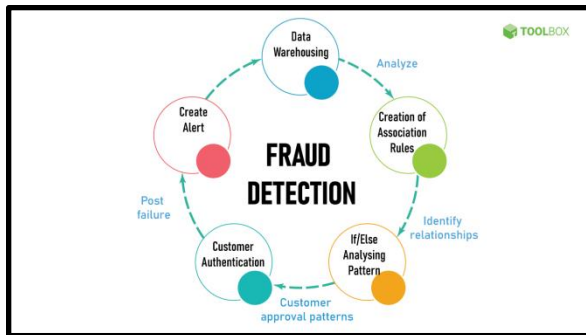 TOOLBOX
Data
Warehousing
Analyze
Creation of
Association
Rules
Identify
relationships
If/Else
Analysing
Pattern
Customer
approval patterns
Customer
Authentication
Post
failure
Create
Alert
FRAUD
DETECTION